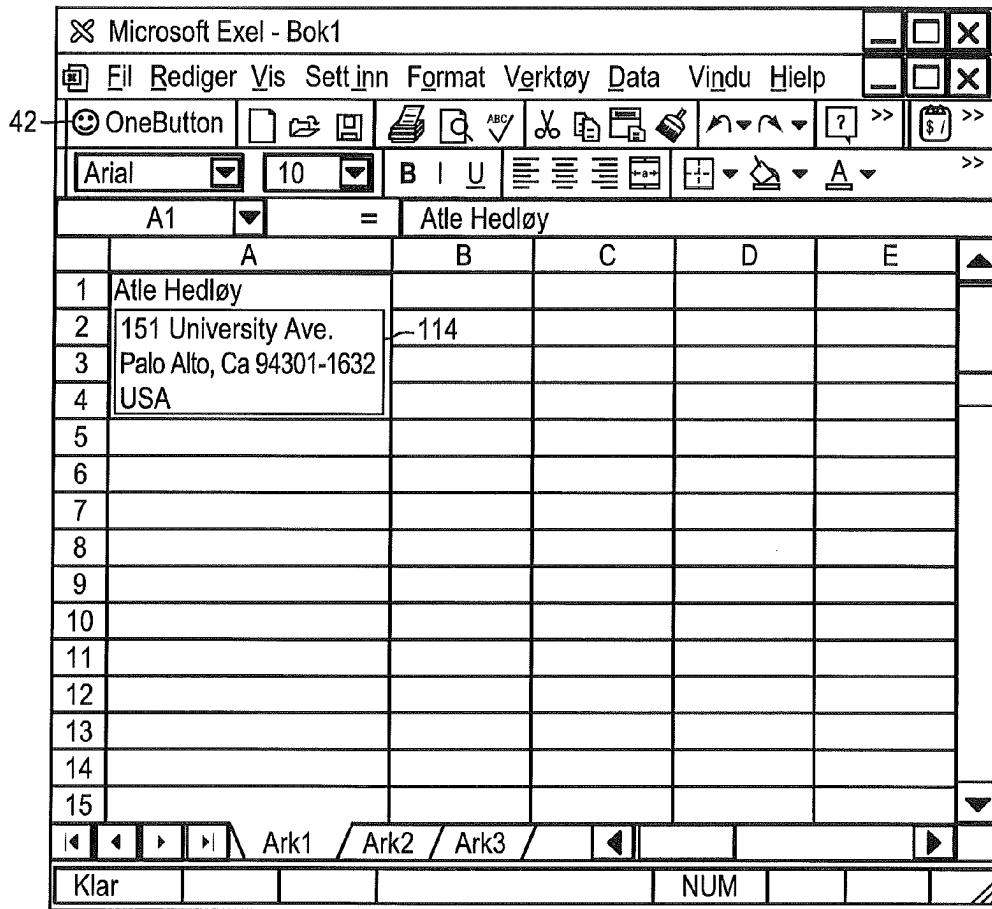 Microsoft Exel - Bok1
Fil Rediger Vis Sett inn Format Verktøy Data Vindu Hielp
42 OneButton ABC ? >> $ / >>
Arial 10 B I U a A >>
A1 = Atle Hedløy
A B C D E
1 Atle Hedløy
2 151 University Ave. 114
3 Palo Alto, Ca 94301-1632
4 USA
5
6
7
8
9
10
11
12
13
14
15
Ark1 Ark2 Ark3
Klar NUM